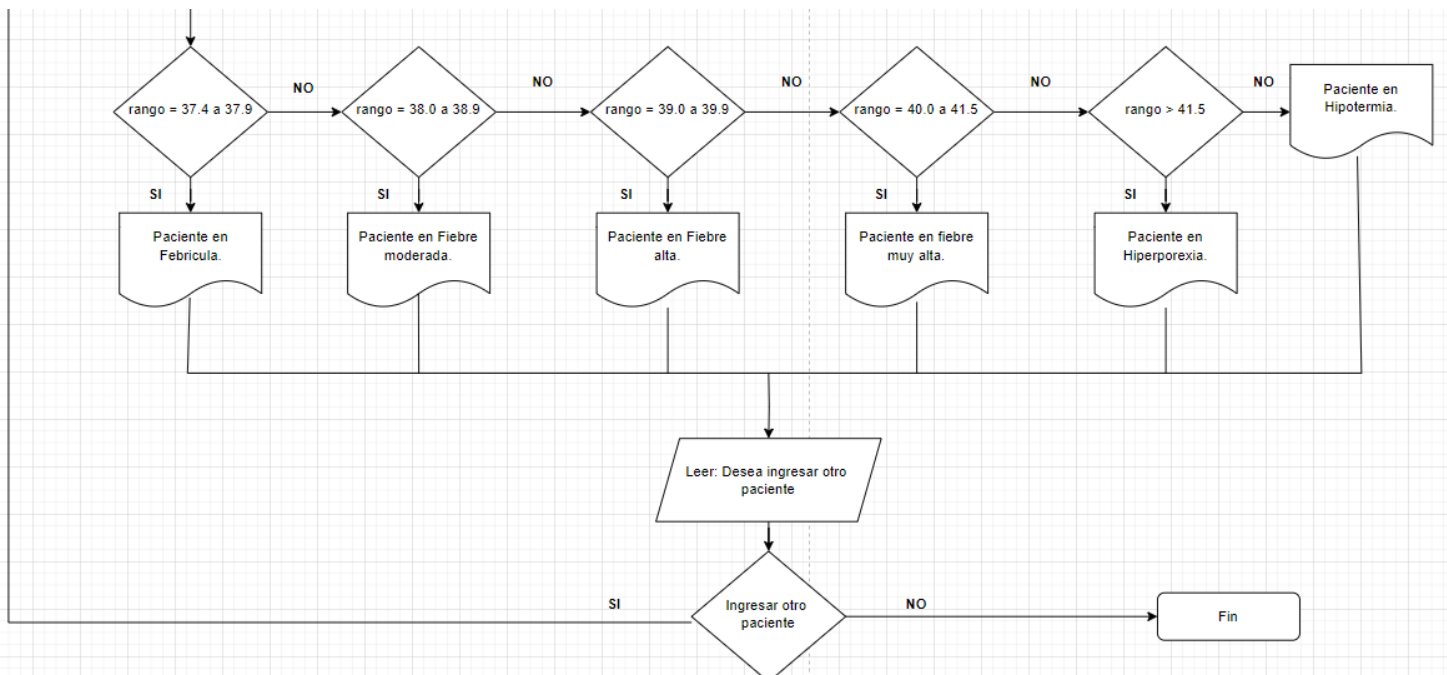 rango = 37.4 a 37.9
NO
rango = 38.0 a 38.9
NO
rango = 39.0 a 39.9
NO
rango = 40.0 a 41.5
NO
rango > 41.5
NO
Paciente en
Hipotermia.
SI
SI
SI
SI
SI
Paciente en
Febricula.
Paciente en Fiebre
moderada.
Paciente en Fiebre
alta.
Paciente en fiebre
muy alta.
Paciente en
Hiperporexia.
Leer: Desea ingresar otro
paciente
SI
Ingresar otro
paciente
NO
Fin